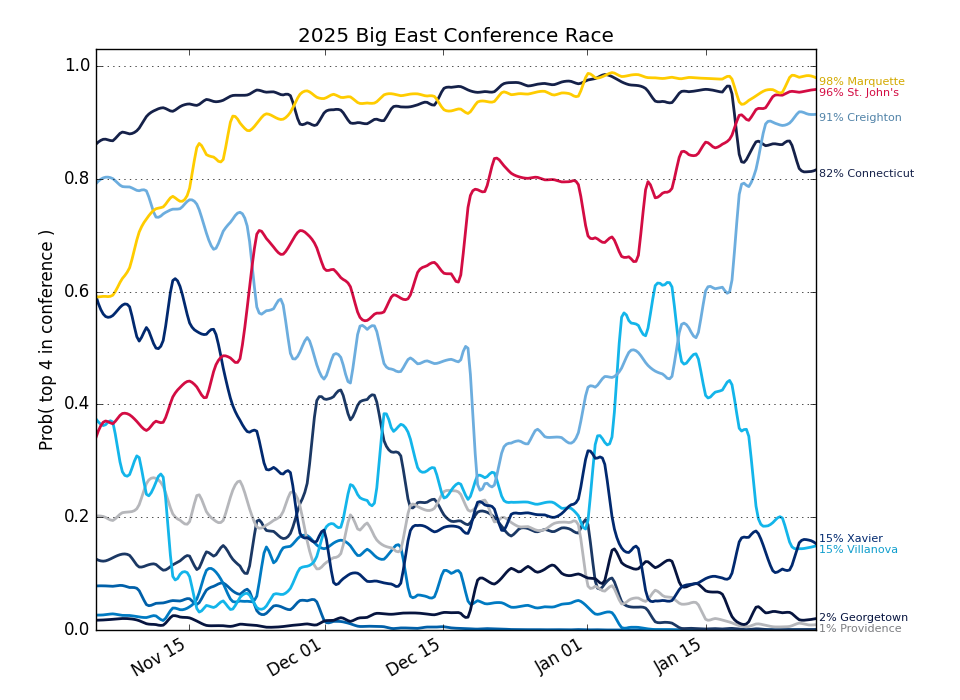 2025 Big East Conference Race
Prob( top 4 in conference )
1.0
0.8
0.6
0.4
0.2
0.0
Nov 15
Dec 01
Dec 15
Jan 01
Jan 15
98% Marquette
96% St. John's
91% Creighton
82% Connecticut
15% Xavier
15% Villanova
2% Georgetown
1% Providence